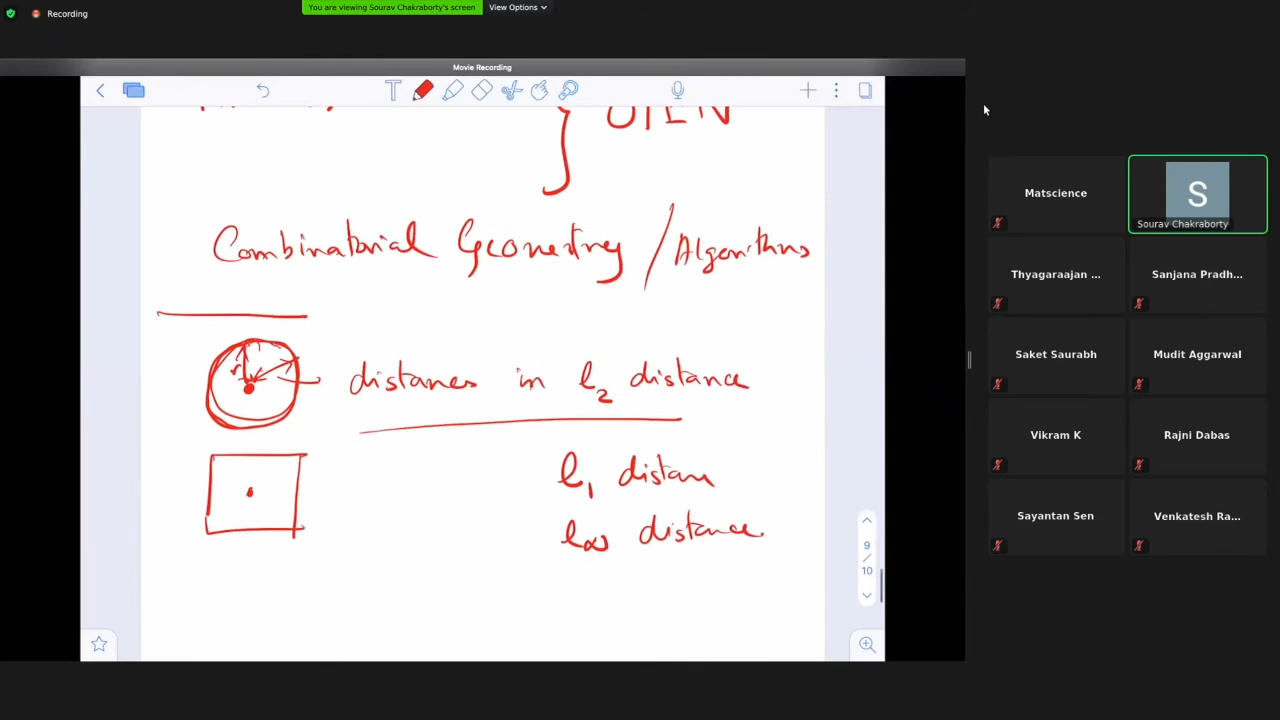 Recording
You are viewing Sourav Chakraborty's screen
View Options
Movie Recording
OPEN
Combinatorial Geometry / Algorithms
r
distances in l2 distance
l1 distance
l∞ distance
9
/
10
Matscience
S
Sourav Chakraborty
Thyagaraajan ...
Sanjana Pradh...
Saket Saurabh
Mudit Aggarwal
Vikram K
Rajni Dabas
Sayantan Sen
Venkatesh Ra...